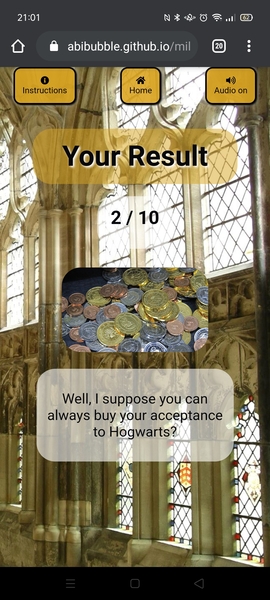 21:01
62
abibubble.github.io/mil
20
Instructions
Home
Audio on
Your Result
2 / 10
Well, I suppose you can
always buy your acceptance
to Hogwarts?